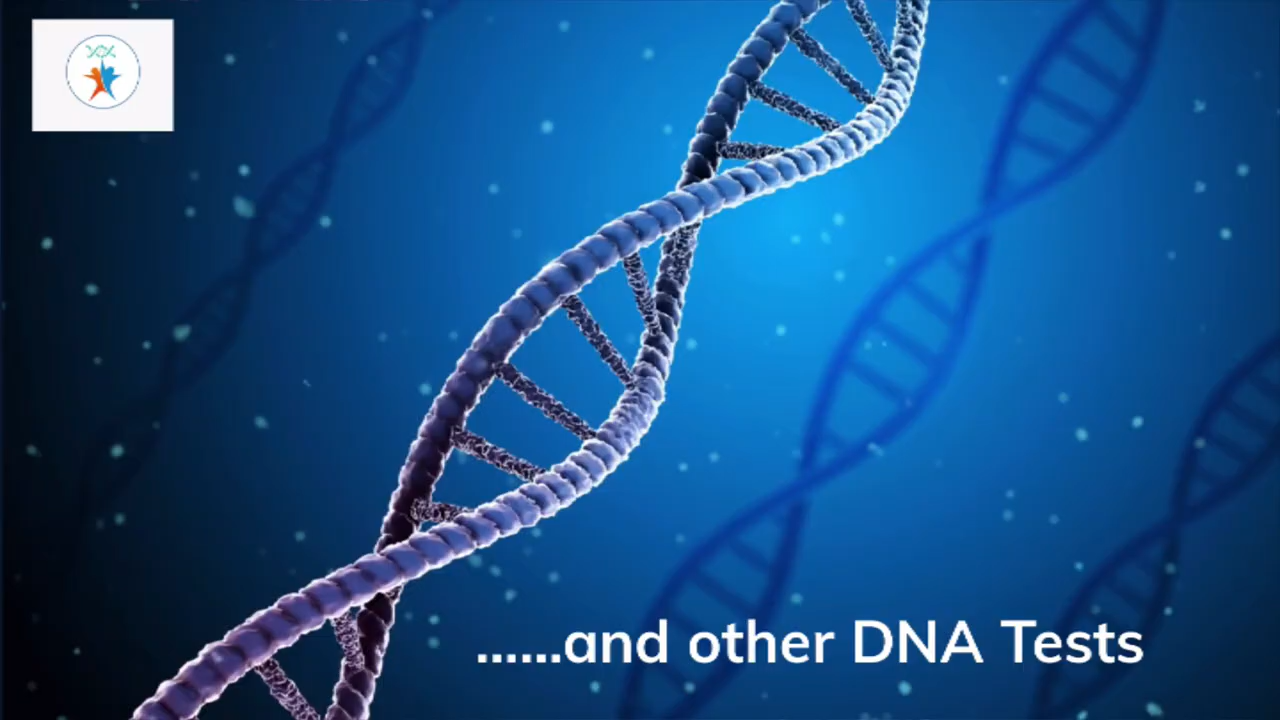 ......and other DNA Tests